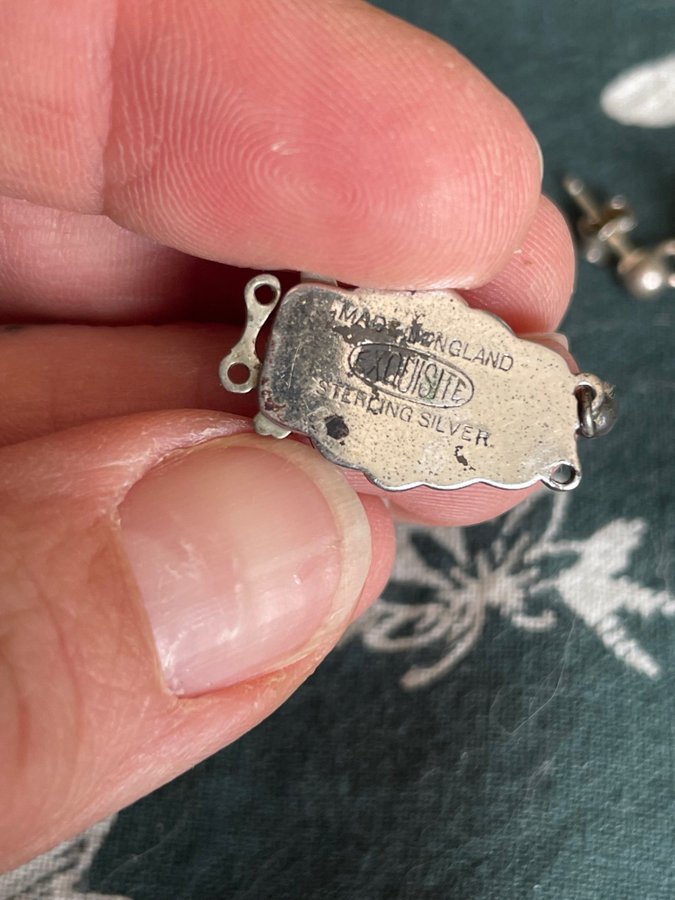 MADE IN ENGLAND
EXQUISITE
STERLING SILVER.